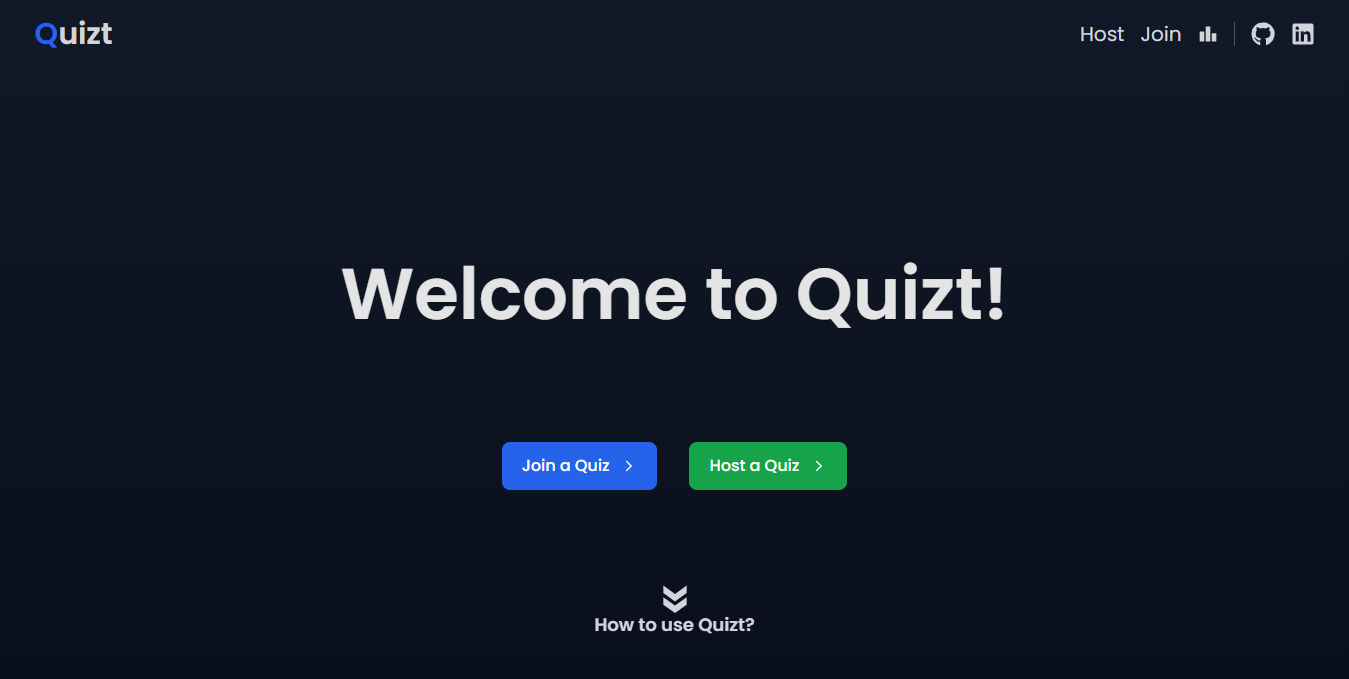 Quizt
Host Join
Welcome to Quizt!
Join a Quiz
Host a Quiz
How to use Quizt?